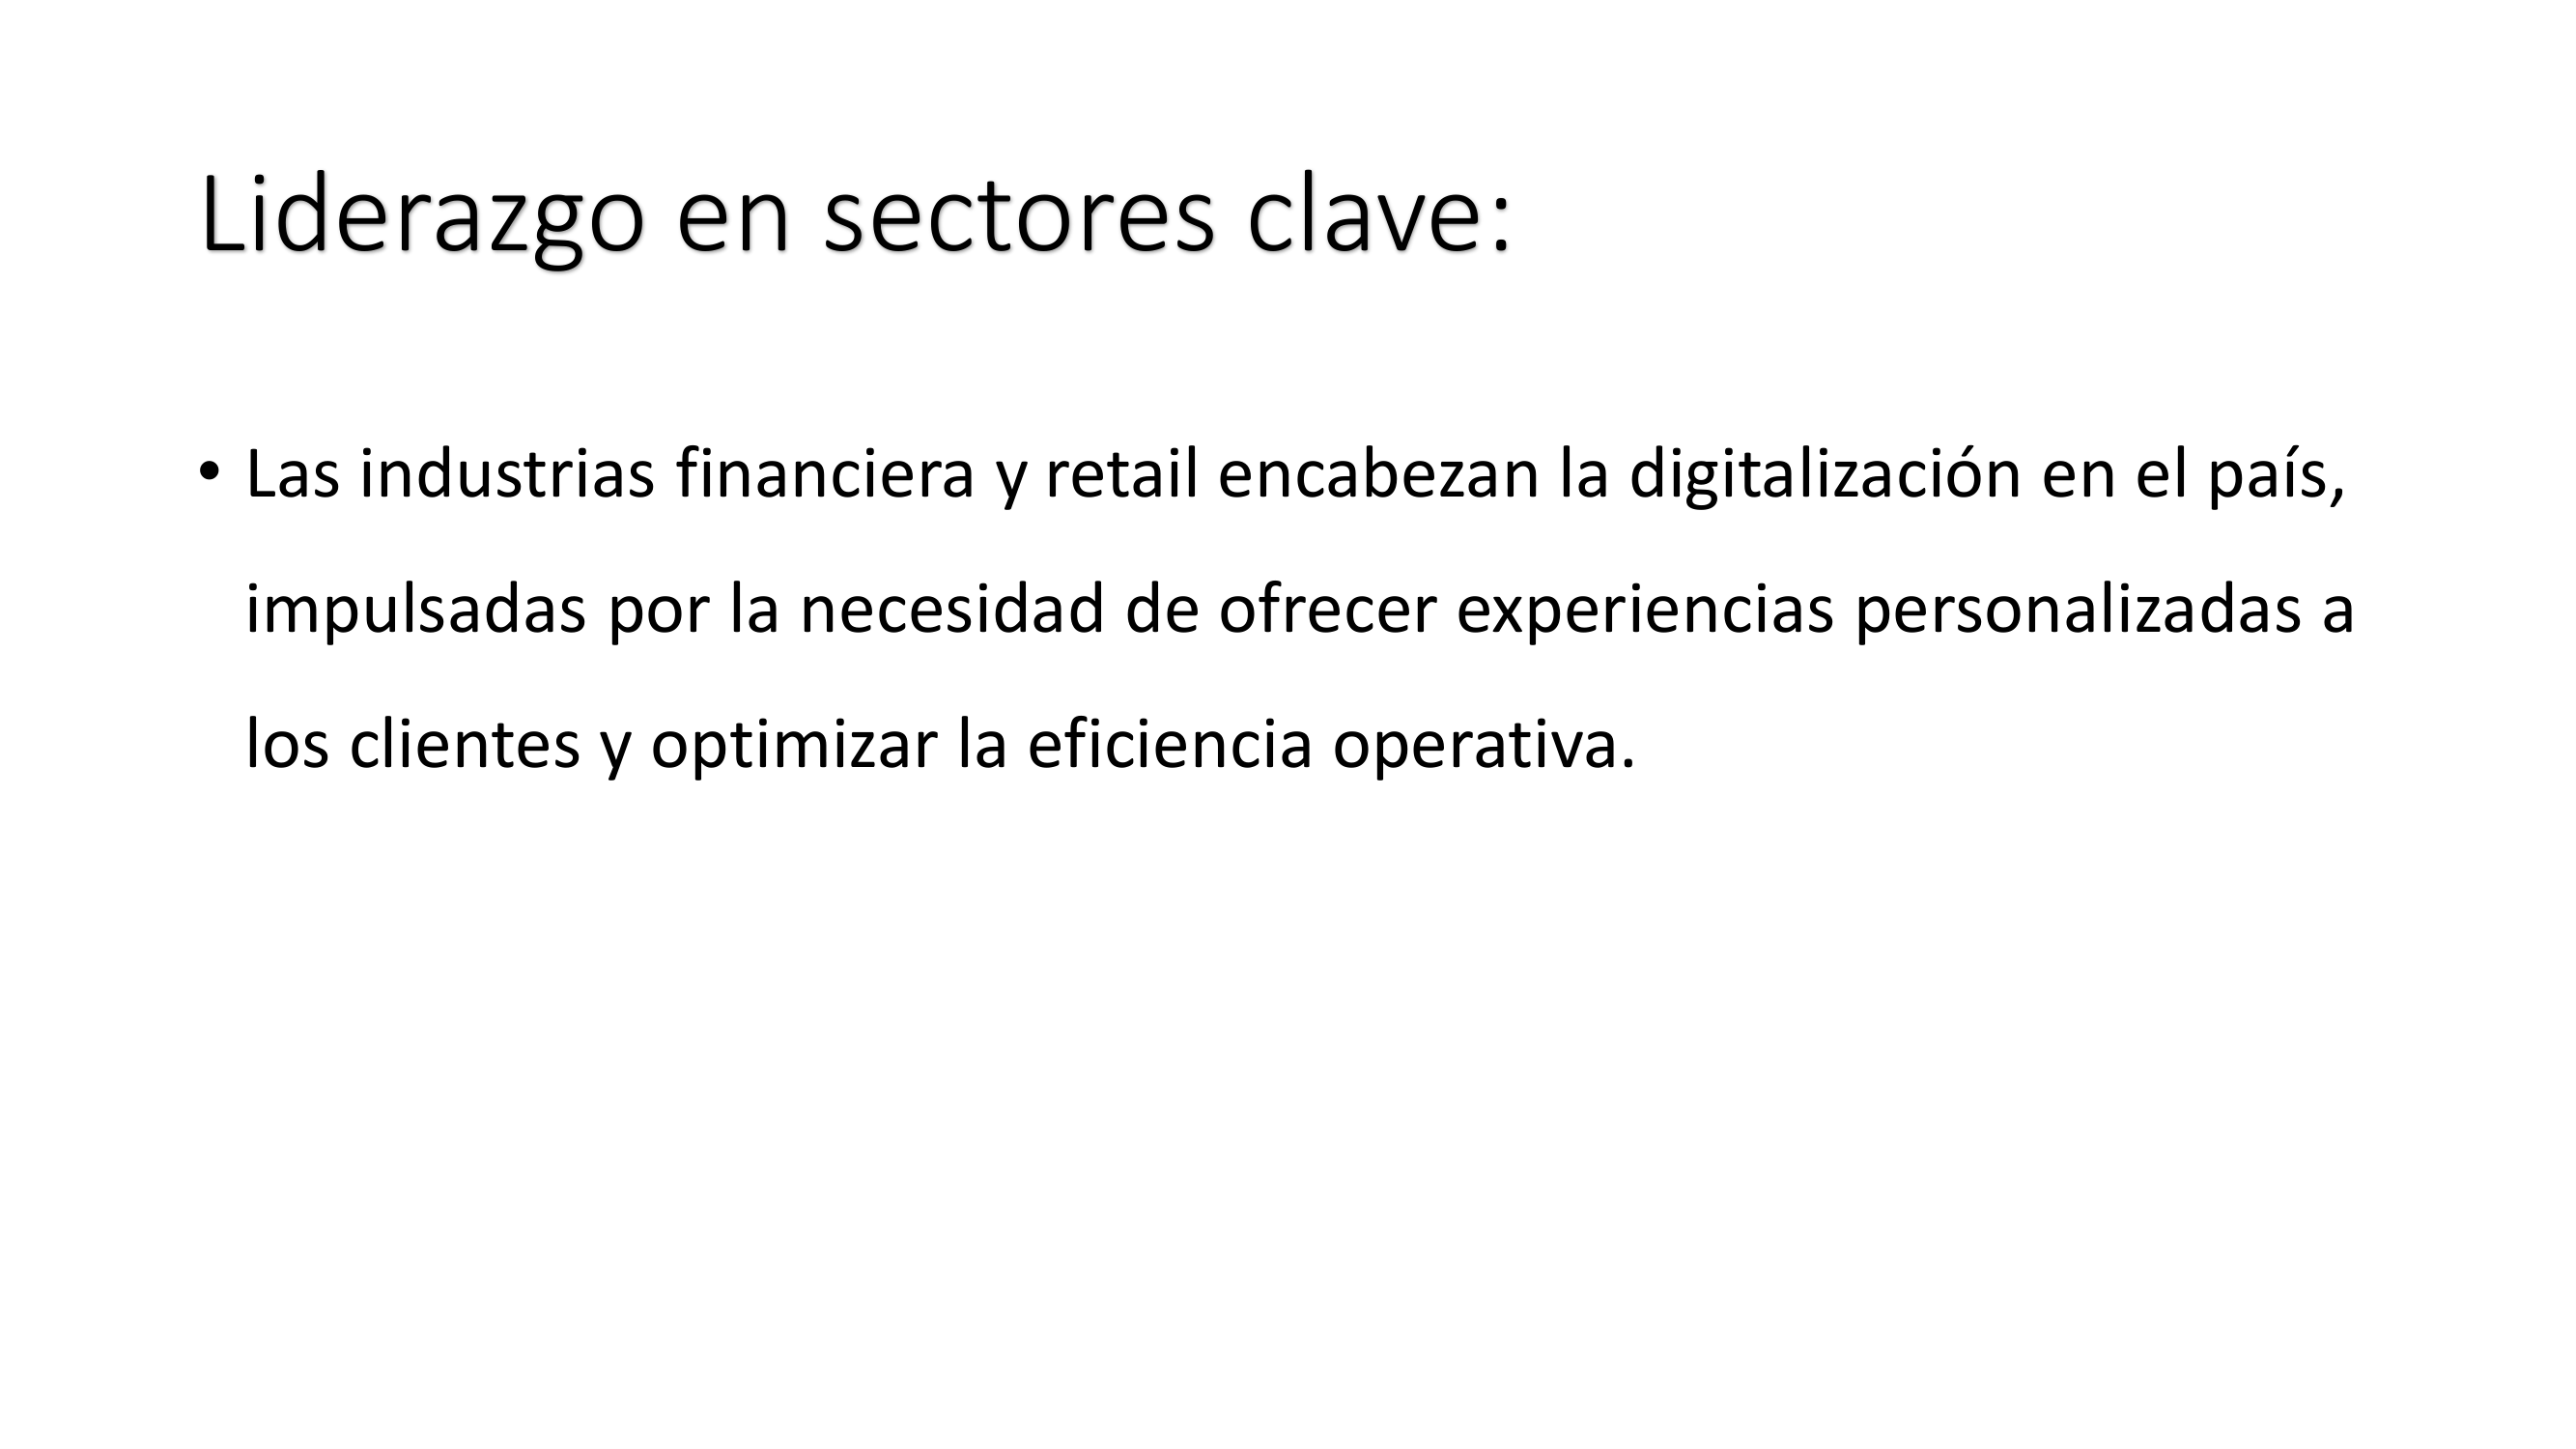 Liderazgo en sectores clave:
• Las industrias financiera y retail encabezan la digitalización en el país,
impulsadas por la necesidad de ofrecer experiencias personalizadas a
los clientes y optimizar la eficiencia operativa.